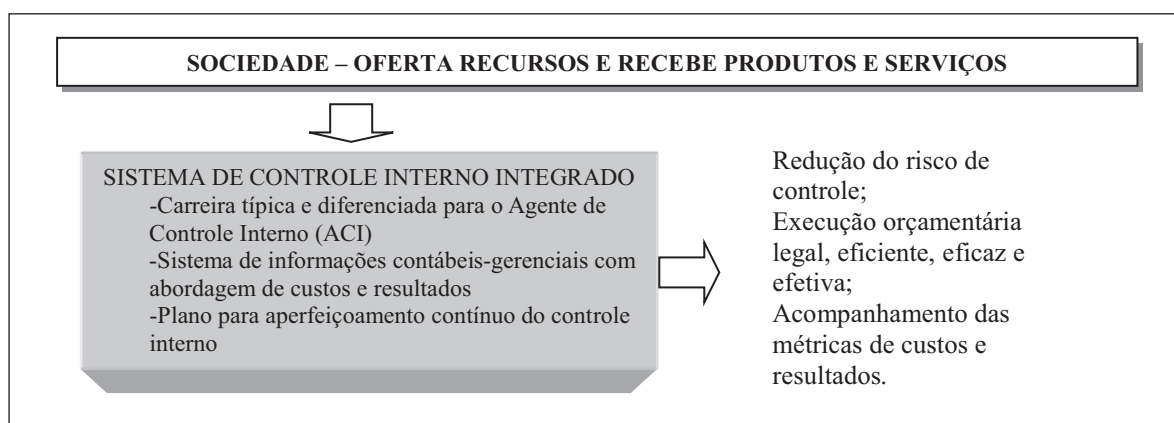 SOCIEDADE – OFERTA RECURSOS E RECEBE PRODUTOS E SERVIÇOS
SISTEMA DE CONTROLE INTERNO INTEGRADO
-Carreira típica e diferenciada para o Agente de
Controle Interno (ACI)
-Sistema de informações contábeis-gerenciais com
abordagem de custos e resultados
-Plano para aperfeiçoamento contínuo do controle
interno
Redução do risco de
controle;
Execução orçamentária
legal, eficiente, eficaz e
efetiva;
Acompanhamento das
métricas de custos e
resultados.